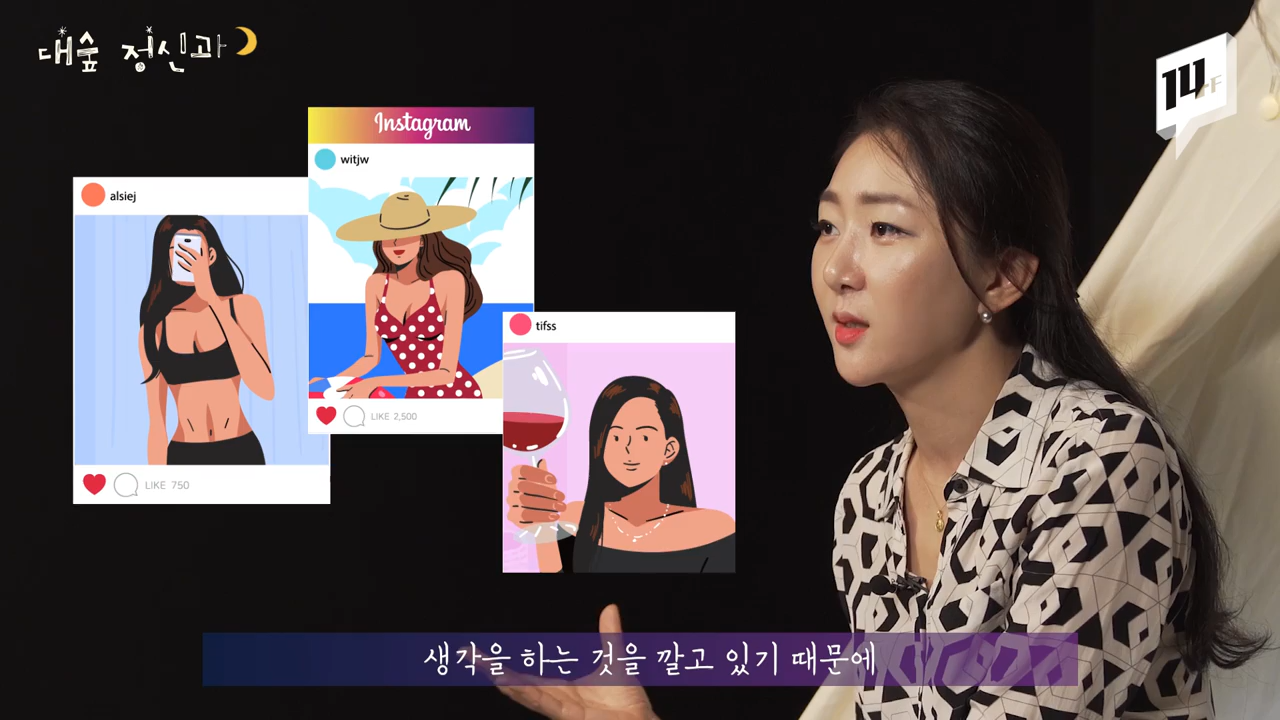 대숲 정신과
14F
Instagram
witjw
alsiej
LIKE 2,500
tifss
LIKE 750
생각을 하는 것을 깔고 있기 때문에